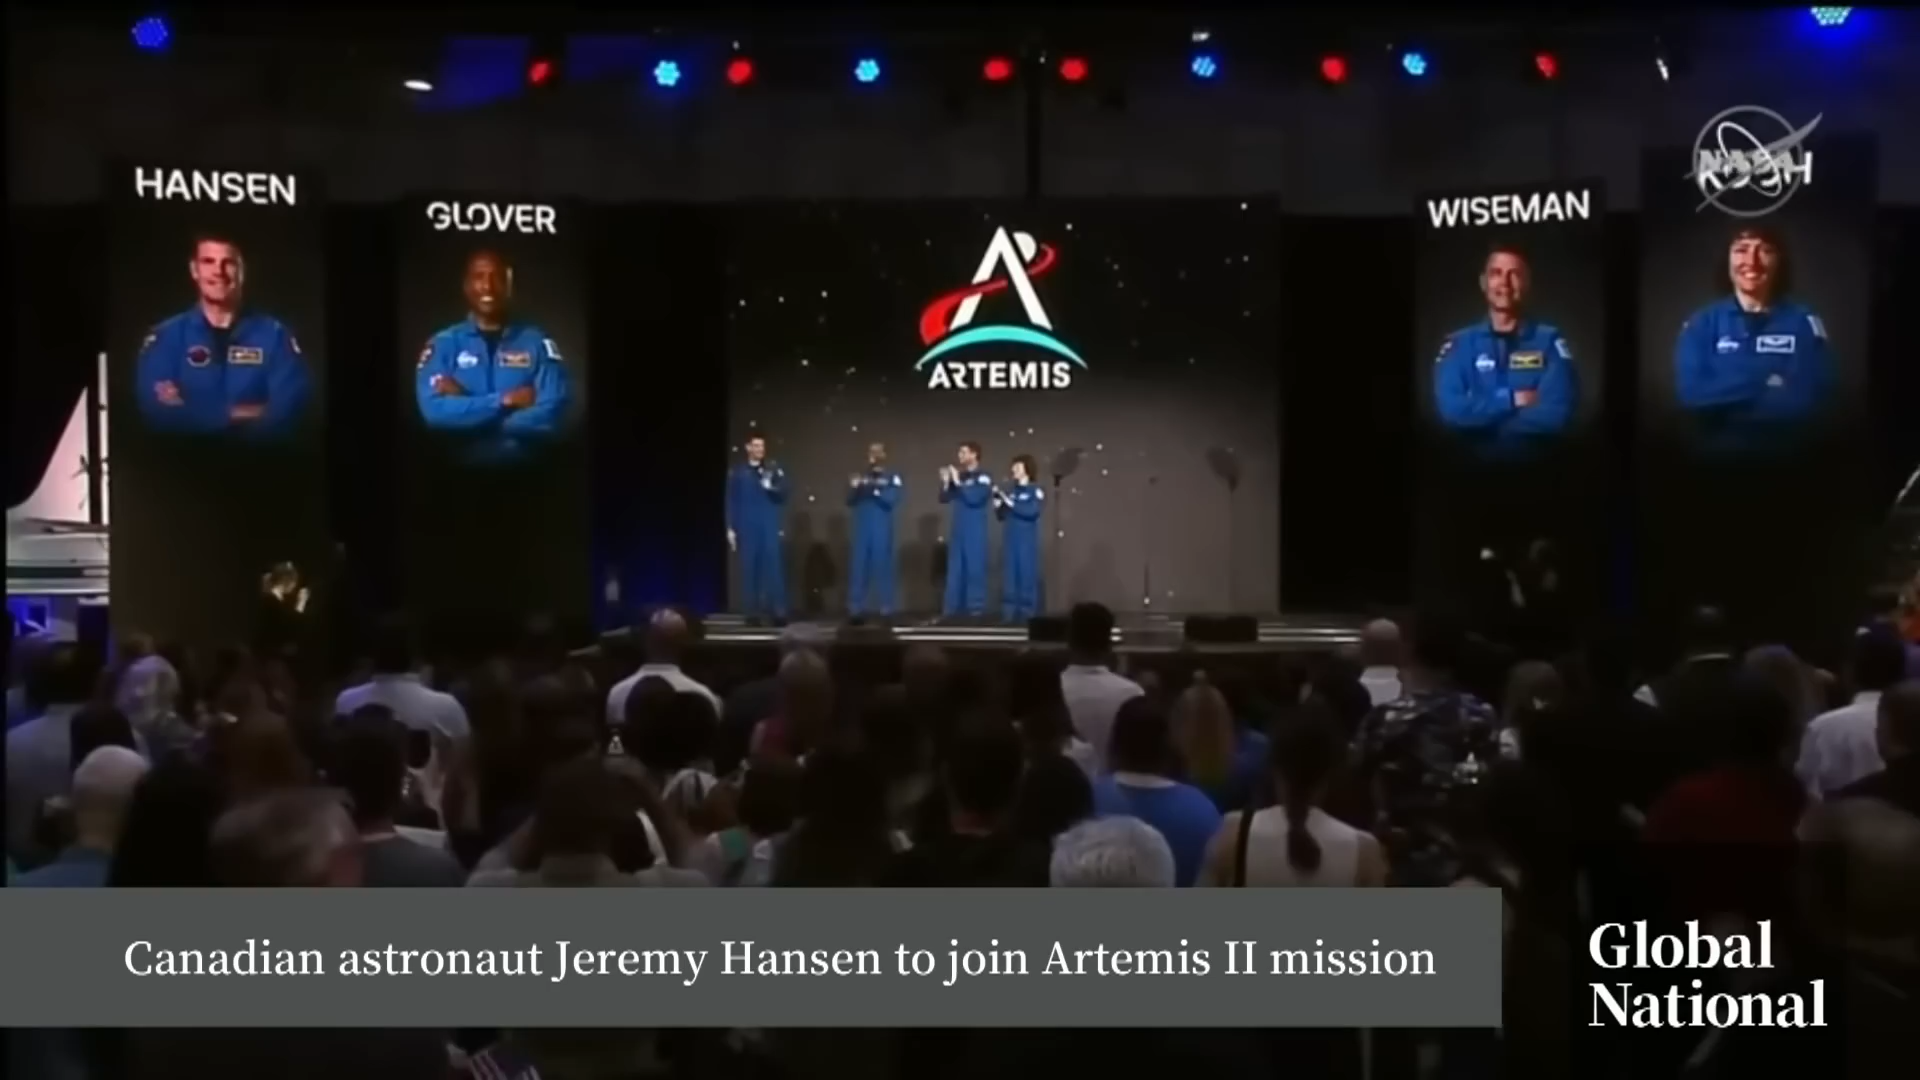 HANSEN
GLOVER
WISEMAN
ARTEMIS
Canadian astronaut Jeremy Hansen to join Artemis II mission
Global
National